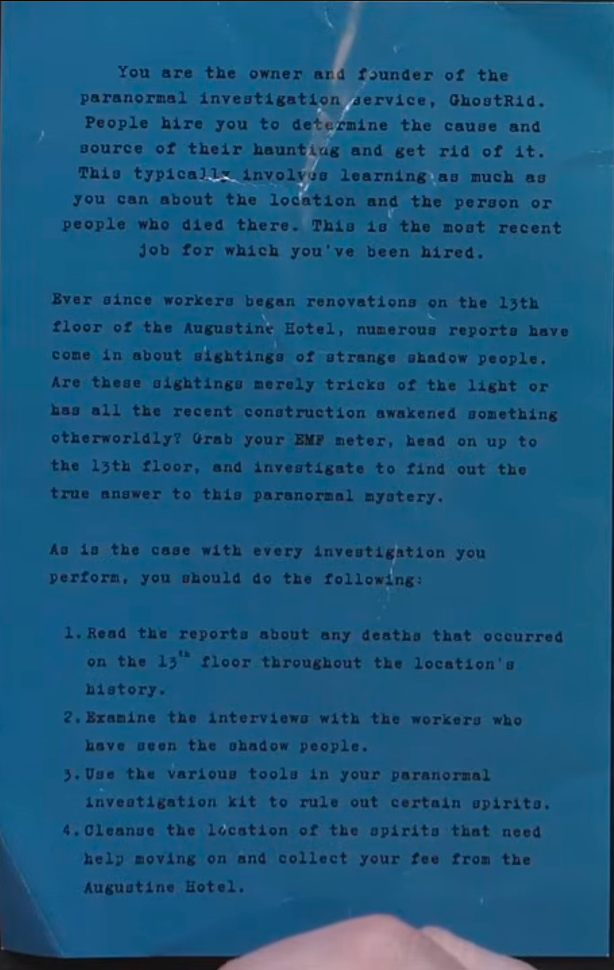 You are the owner and founder of the
paranormal investigation service, GhostRid.
People hire you to determine the cause and
source of their haunting and get rid of it.
This typically involves learning as much as
you can about the location and the person or
people who died there. This is the most recent
job for which you've been hired.
Ever since workers began renovations on the 13th
floor of the Augustine Hotel, numerous reports have
come in about sightings of strange shadow people.
Are these sightings merely tricks of the light or
has all the recent construction awakened something
otherworldly? Grab your EMF meter, head on up to
the 13th floor, and investigate to find out the
true answer to this paranormal mystery.
As is the case with every investigation you
perform, you should do the following:
1. Read the reports about any deaths that occurred
on the 13th floor throughout the location's
history.
2. Examine the interviews with the workers who
have seen the shadow people.
3. Use the various tools in your paranormal
investigation kit to rule out certain spirits.
4. Cleanse the location of the spirits that need
help moving on and collect your fee from the
Augustine Hotel.